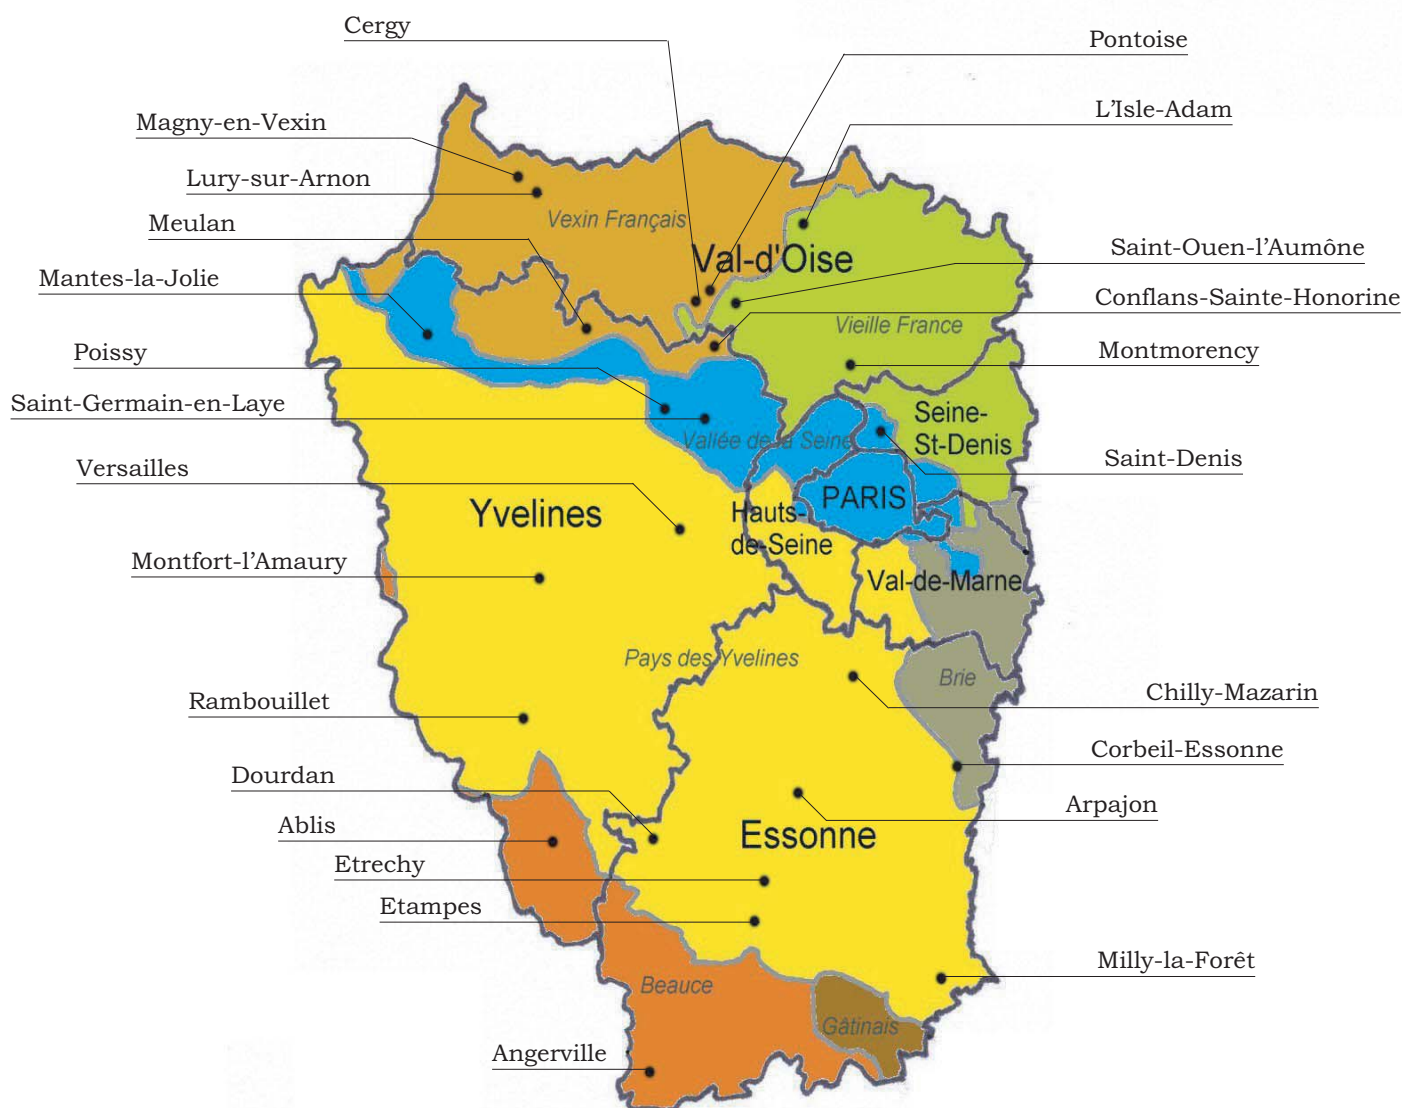 Cergy
Pontoise
Magny-en-Vexin
L'Isle-Adam
Lury-sur-Arnon
Vexin Français
Meulan
Val-d'Oise
Saint-Ouen-l'Aumône
Mantes-la-Jolie
Conflans-Sainte-Honorine
Vieille France
Poissy
Montmorency
Saint-Germain-en-Laye
Seine-
St-Denis
Vallée de la Seine
Versailles
Saint-Denis
PARIS
Yvelines
Hauts-
de-Seine
Montfort-l'Amaury
Val-de-Marne
Pays des Yvelines
Brie
Chilly-Mazarin
Rambouillet
Corbeil-Essonne
Dourdan
Arpajon
Ablis
Essonne
Etrechy
Etampes
Milly-la-Forêt
Beauce
Gâtinais
Angerville